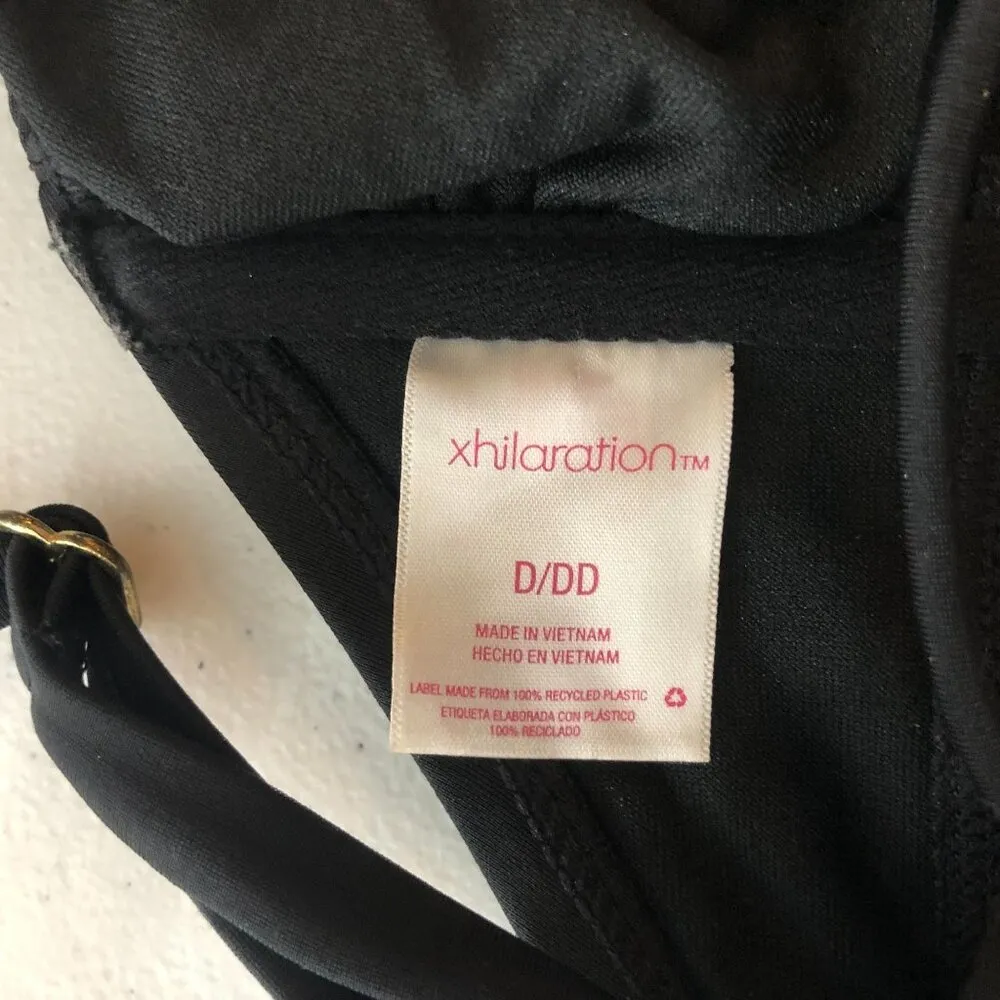 xhilaration™
D/DD
MADE IN VIETNAM
HECHO EN VIETNAM
LABEL MADE FROM 100% RECYCLED PLASTIC
ETIQUETA ELABORADA CON PLÁSTICO
100% RECICLADO